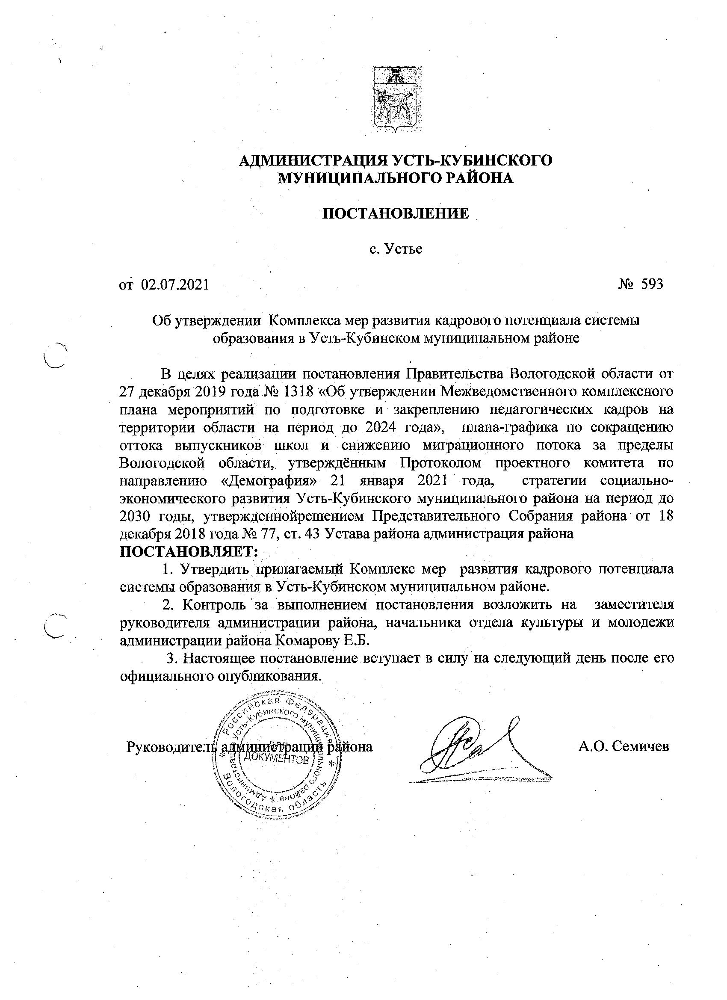 АДМИНИСТРАЦИЯ УСТЬ-КУБИНСКОГО
МУНИЦИПАЛЬНОГО РАЙОНА
ПОСТАНОВЛЕНИЕ
с. Устье
от 02.07.2021 № 593
Об утверждении Комплекса мер развития кадрового потенциала системы
образования в Усть-Кубинском муниципальном районе
В целях реализации постановления Правительства Вологодской области от
27 декабря 2019 года № 1318 «Об утверждении Межведомственного комплексного
плана мероприятий по подготовке и закреплению педагогических кадров на
территории области на период до 2024 года», плана-графика по сокращению
оттока выпускников школ и снижению миграционного потока за пределы
Вологодской области, утверждённым Протоколом проектного комитета по
направлению «Демография» 21 января 2021 года, стратегии социально-
экономического развития Усть-Кубинского муниципального района на период до
2030 годы, утвержденнойрешением Представительного Собрания района от 18
декабря 2018 года № 77, ст. 43 Устава района администрация района
ПОСТАНОВЛЯЕТ:
1. Утвердить прилагаемый Комплекс мер развития кадрового потенциала
системы образования в Усть-Кубинском муниципальном районе.
2. Контроль за выполнением постановления возложить на заместителя
руководителя администрации района, начальника отдела культуры и молодежи
администрации района Комарову Е.Б.
3. Настоящее постановление вступает в силу на следующий день после его
официального опубликования.
Руководитель администрации района А.О. Семичев
Российская Федерация * Вологодская область *
Администрация Усть-Кубинского муниципального района *
ДОКУМЕНТОВ